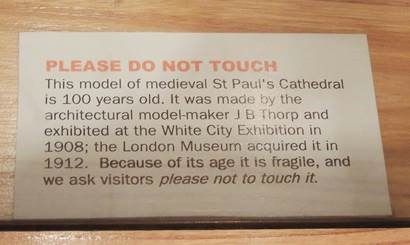 PLEASE DO NOT TOUCH
This model of medieval St Paul's Cathedral
is 100 years old. It was made by the
architectural model-maker J B Thorp and
exhibited at the White City Exhibition in
1908; the London Museum acquired it in
1912. Because of its age it is fragile, and
we ask visitors please not to touch it.